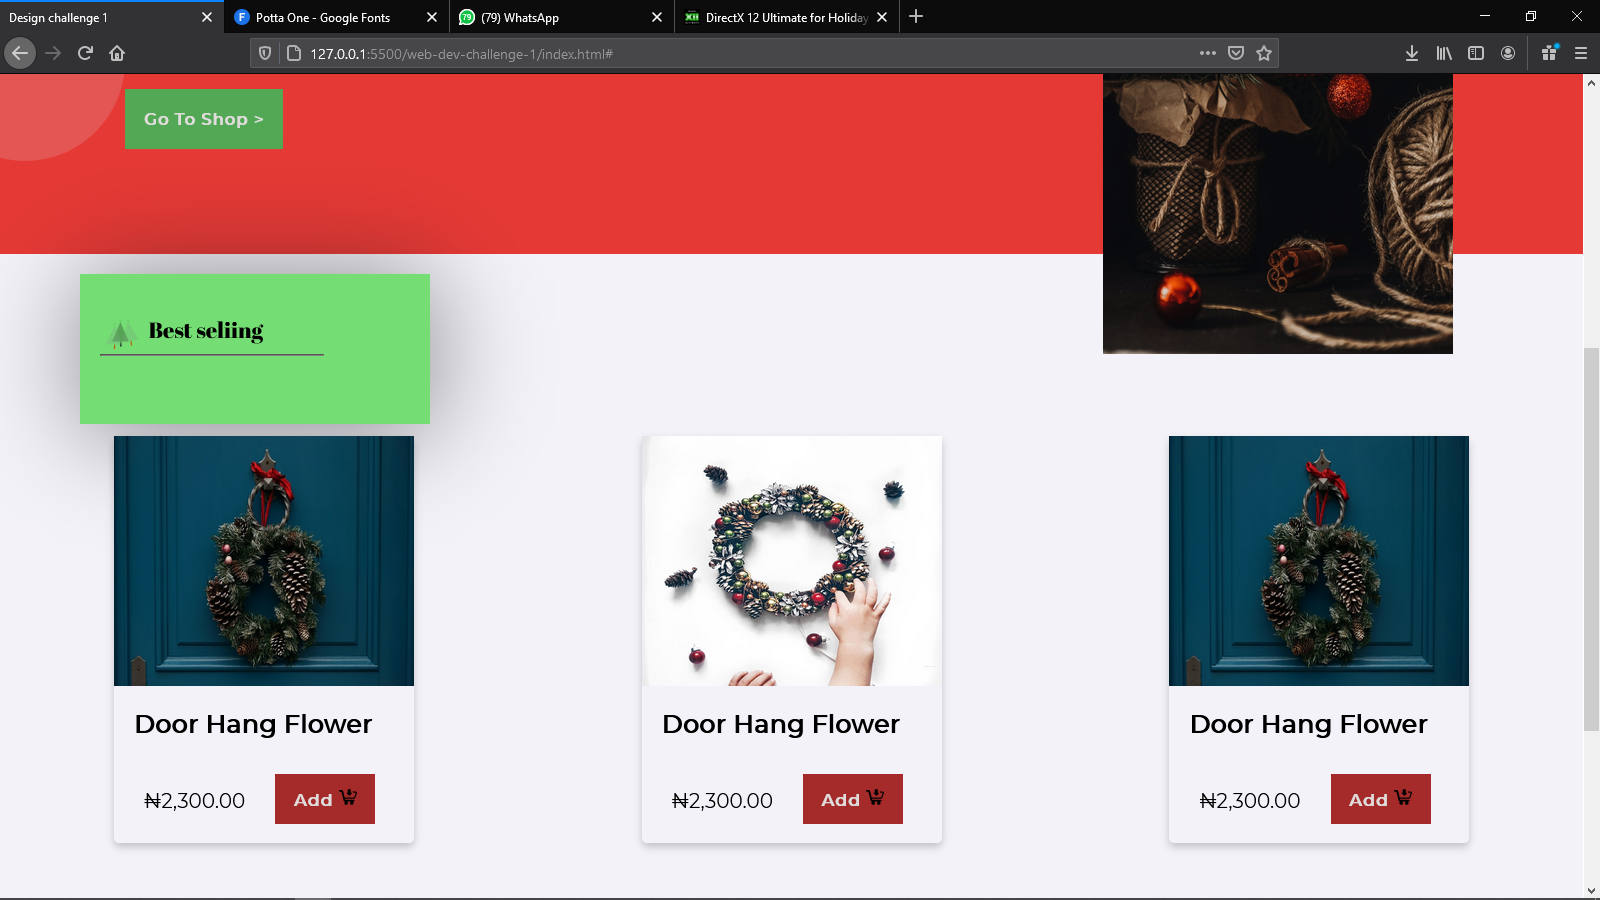 Design challenge 1
Potta One - Google Fonts
(79) WhatsApp
DirectX 12 Ultimate for Holiday
127.0.0.1:5500/web-dev-challenge-1/index.html#
Go To Shop >
Best seliing
Door Hang Flower
Door Hang Flower
Door Hang Flower
₦2,300.00 Add
₦2,300.00 Add
₦2,300.00 Add